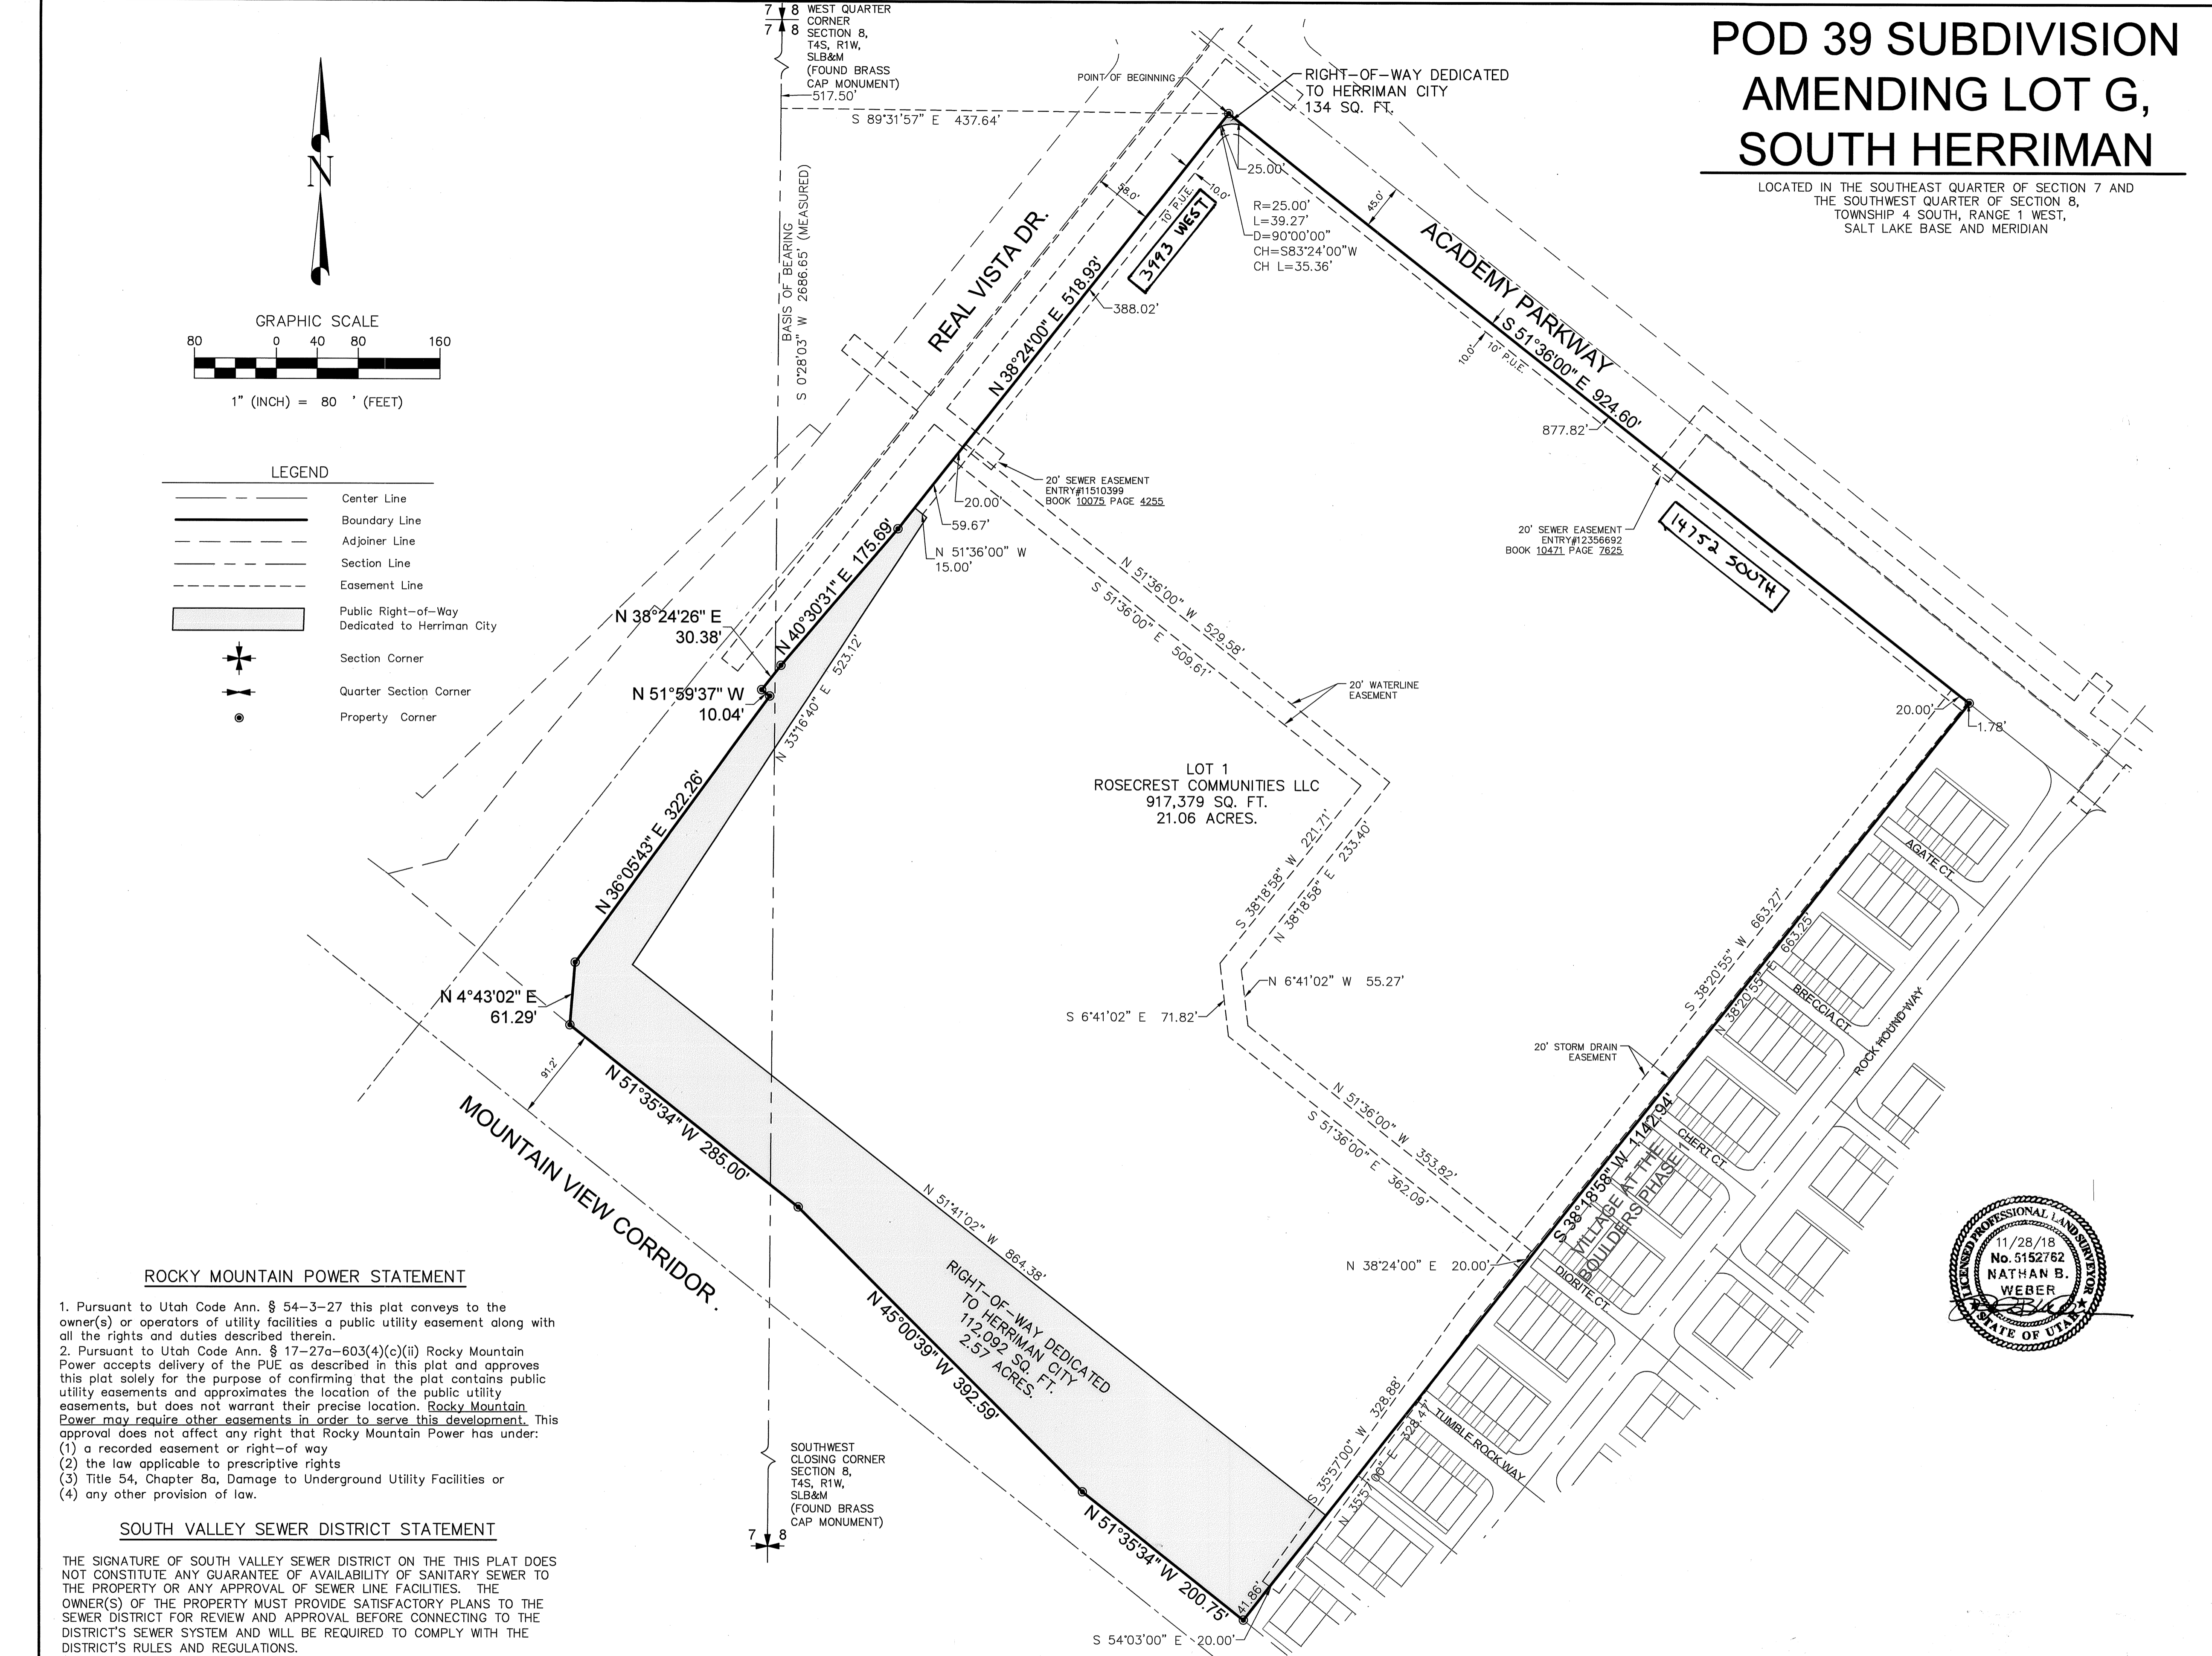 7 8
7 8
WEST QUARTER
CORNER
SECTION 8,
T4S, R1W,
SLB&M
(FOUND BRASS
CAP MONUMENT)
517.50'
S 89°31'57" E 437.64'
POINT OF BEGINNING
RIGHT-OF-WAY DEDICATED
TO HERRIMAN CITY
134 SQ. FT.
POD 39 SUBDIVISION
AMENDING LOT G,
SOUTH HERRIMAN
LOCATED IN THE SOUTHEAST QUARTER OF SECTION 7 AND
THE SOUTHWEST QUARTER OF SECTION 8,
TOWNSHIP 4 SOUTH, RANGE 1 WEST,
SALT LAKE BASE AND MERIDIAN
N
GRAPHIC SCALE
80 0 40 80 160
1" (INCH) = 80 ' (FEET)
LEGEND
Center Line
Boundary Line
Adjoiner Line
Section Line
Easement Line
Public Right-of-Way
Dedicated to Herriman City
Section Corner
Quarter Section Corner
Property Corner
BASIS OF BEARING
S 0°28'03" W 2686.65' (MEASURED)
REAL VISTA DR.
58.0'
10' P.U.E.
10.0'
3993 WEST
25.00'
R=25.00'
L=39.27'
D=90°00'00"
CH=S83°24'00"W
CH L=35.36'
45.0'
ACADEMY PARKWAY
S 51°36'00" E 924.60'
10' P.U.E.
10.0'
877.82'
N 38°24'00" E 518.93'
388.02'
20' SEWER EASEMENT
ENTRY#11510399
BOOK 10075 PAGE 4255
20.00'
59.67'
N 51°36'00" W
15.00'
20' SEWER EASEMENT
ENTRY#12356692
BOOK 10471 PAGE 7625
14752 SOUTH
N 40°30'31" E 175.69'
N 38°24'26" E
30.38'
N 51°59'37" W
10.04'
N 33°16'40" E 523.12'
N 51°36'00" W 529.58'
S 51°36'00" E 509.61'
20' WATERLINE
EASEMENT
20.00'
1.78'
LOT 1
ROSECREST COMMUNITIES LLC
917,379 SQ. FT.
21.06 ACRES.
N 36°05'43" E 322.26'
S 38°18'58" W 221.71'
N 38°18'58" E 233.40'
AGATE CT.
S 38°20'55" W 663.27'
N 38°20'55" E 663.25'
BRECCIA CT.
ROCK HOUND WAY
N 4°43'02" E
61.29'
N 6°41'02" W 55.27'
S 6°41'02" E 71.82'
20' STORM DRAIN
EASEMENT
91.2'
N 51°35'34" W 285.00'
MOUNTAIN VIEW CORRIDOR.
N 51°36'00" W 353.82'
S 51°36'00" E 362.09'
S 38°18'58" W 1142.94'
CHERT CT.
VILLAGE AT THE
BOULDERS PHASE 1
N 38°24'00" E 20.00'
DIORITE CT.
N 51°41'02" W 864.38'
RIGHT-OF-WAY DEDICATED
TO HERRIMAN CITY
112,092 SQ. FT.
2.57 ACRES.
N 45°00'39" W 392.59'
S 35°57'00" W 328.88'
N 35°57'00" E 328.47'
TUMBLE ROCK WAY
N 51°35'34" W 200.75'
41.86'
S 54°03'00" E 20.00'
SOUTHWEST
CLOSING CORNER
SECTION 8,
T4S, R1W,
SLB&M
(FOUND BRASS
CAP MONUMENT)
7 8
LICENSED PROFESSIONAL LAND SURVEYOR
11/28/18
No. 5152762
NATHAN B.
WEBER
STATE OF UTAH
ROCKY MOUNTAIN POWER STATEMENT
1. Pursuant to Utah Code Ann. § 54-3-27 this plat conveys to the
owner(s) or operators of utility facilities a public utility easement along with
all the rights and duties described therein.
2. Pursuant to Utah Code Ann. § 17-27a-603(4)(c)(ii) Rocky Mountain
Power accepts delivery of the PUE as described in this plat and approves
this plat solely for the purpose of confirming that the plat contains public
utility easements and approximates the location of the public utility
easements, but does not warrant their precise location. Rocky Mountain
Power may require other easements in order to serve this development. This
approval does not affect any right that Rocky Mountain Power has under:
(1) a recorded easement or right-of way
(2) the law applicable to prescriptive rights
(3) Title 54, Chapter 8a, Damage to Underground Utility Facilities or
(4) any other provision of law.
SOUTH VALLEY SEWER DISTRICT STATEMENT
THE SIGNATURE OF SOUTH VALLEY SEWER DISTRICT ON THE THIS PLAT DOES
NOT CONSTITUTE ANY GUARANTEE OF AVAILABILITY OF SANITARY SEWER TO
THE PROPERTY OR ANY APPROVAL OF SEWER LINE FACILITIES. THE
OWNER(S) OF THE PROPERTY MUST PROVIDE SATISFACTORY PLANS TO THE
SEWER DISTRICT FOR REVIEW AND APPROVAL BEFORE CONNECTING TO THE
DISTRICT'S SEWER SYSTEM AND WILL BE REQUIRED TO COMPLY WITH THE
DISTRICT'S RULES AND REGULATIONS.